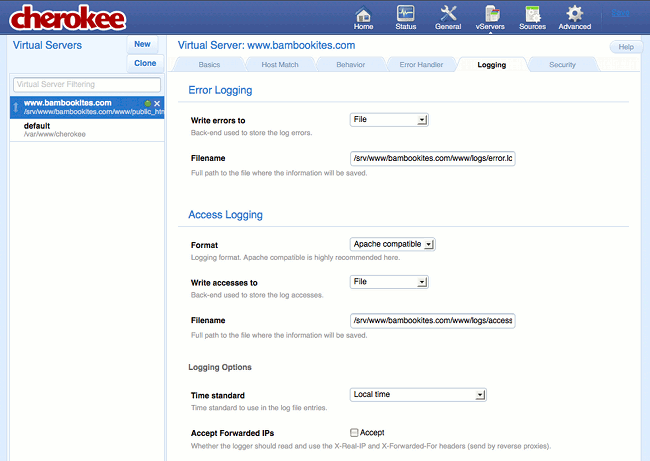 cherokee
Home
Status
General
vServers
Sources
Advanced
Virtual Servers
New
Clone
Virtual Server Filtering
www.bambookites.com
/srv/www/bambookites.com/www/public_htm
default
/var/www/cherokee
Virtual Server: www.bambookites.com
Help
Basics
Host Match
Behavior
Error Handler
Logging
Security
Error Logging
Write errors to
File
Back-end used to store the log errors.
Filename
/srv/www/bambookites.com/www/logs/error.lo
Full path to the file where the information will be saved.
Access Logging
Format
Apache compatible
Logging format. Apache compatible is highly recommended here.
Write accesses to
File
Back-end used to store the log accesses.
Filename
/srv/www/bambookites.com/www/logs/access
Full path to the file where the information will be saved.
Logging Options
Time standard
Local time
Time standard to use in the log file entries.
Accept Forwarded IPs
Accept
Whether the logger should read and use the X-Real-IP and X-Forwarded-For headers (send by reverse proxies).